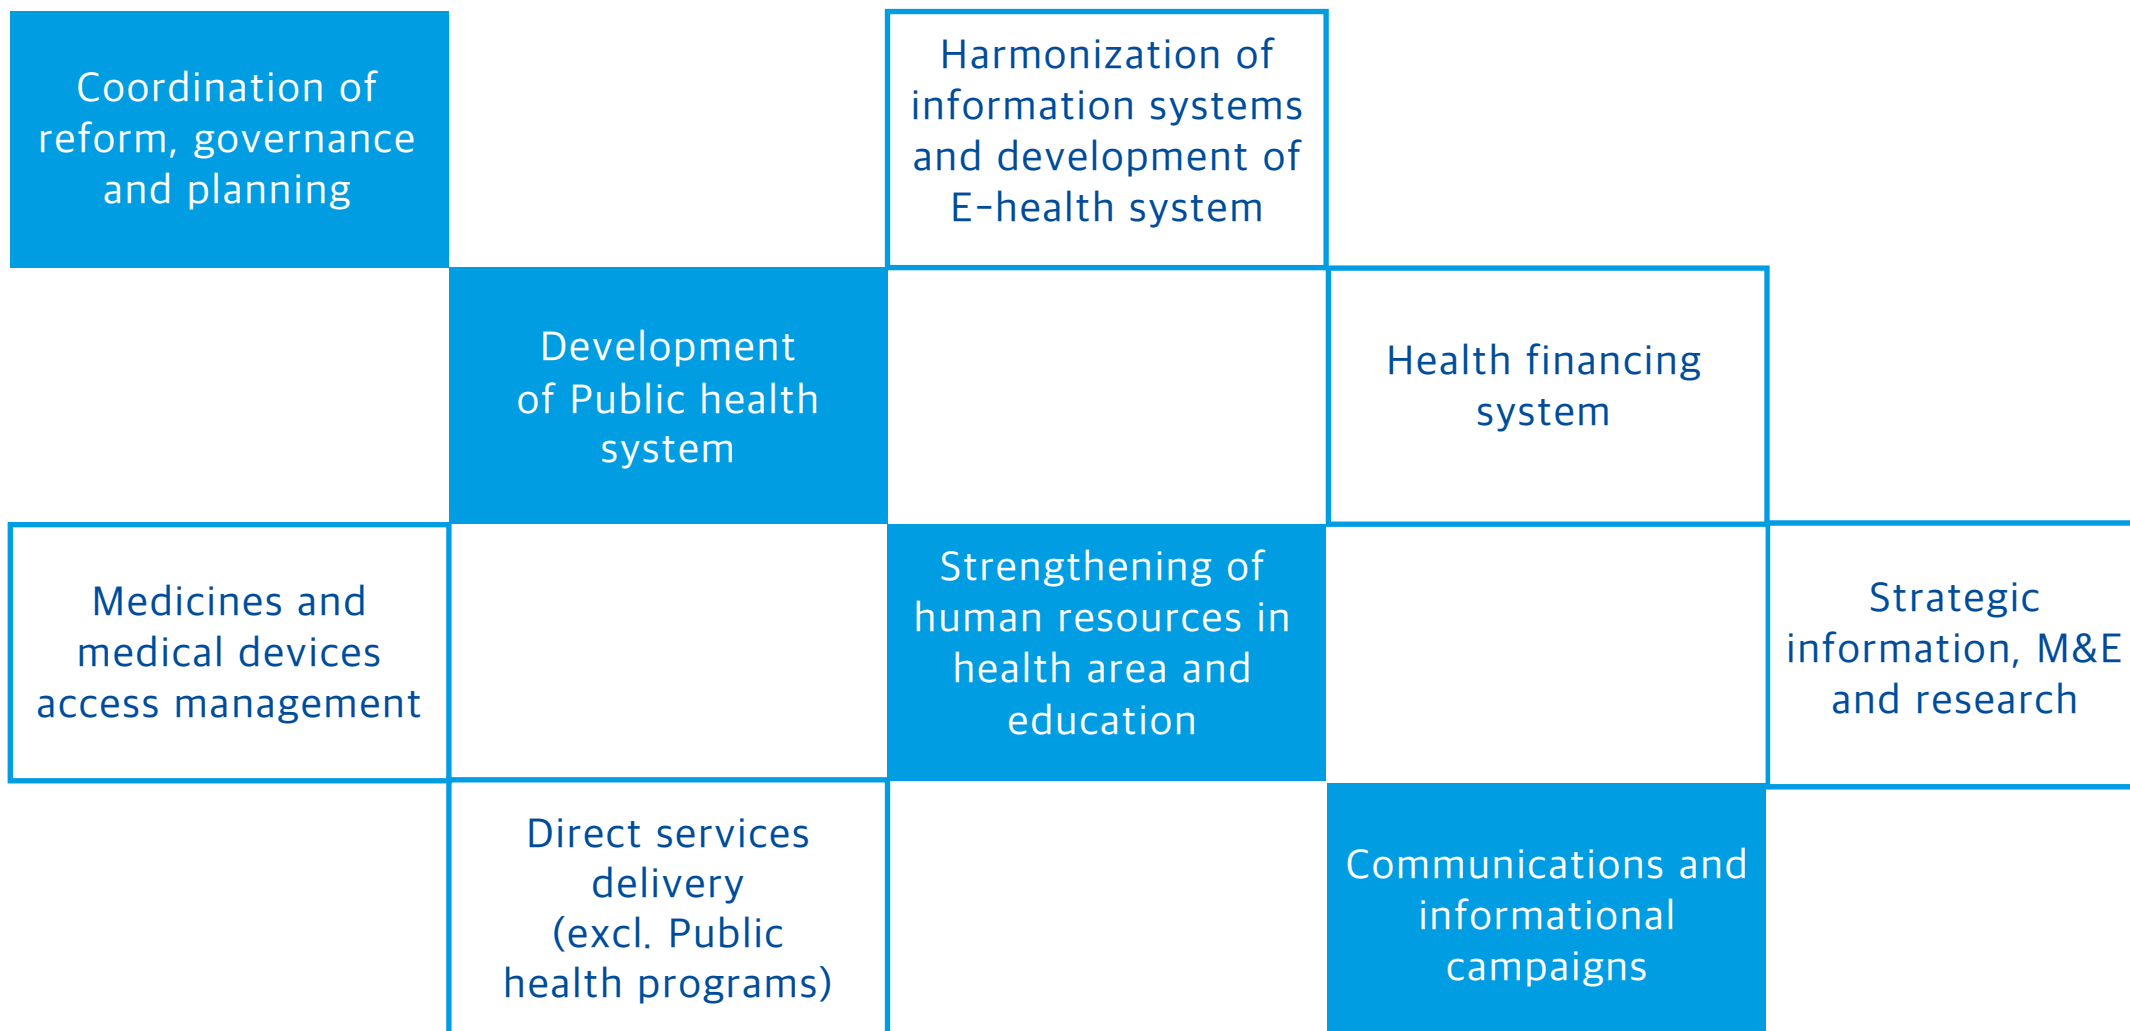 Coordination of
reform, governance
and planning
Harmonization of
information systems
and development of
E-health system
Development
of Public health
system
Health financing
system
Medicines and
medical devices
access management
Strengthening of
human resources in
health area and
education
Strategic
information, M&E
and research
Direct services
delivery
(excl. Public
health programs)
Communications and
informational
campaigns